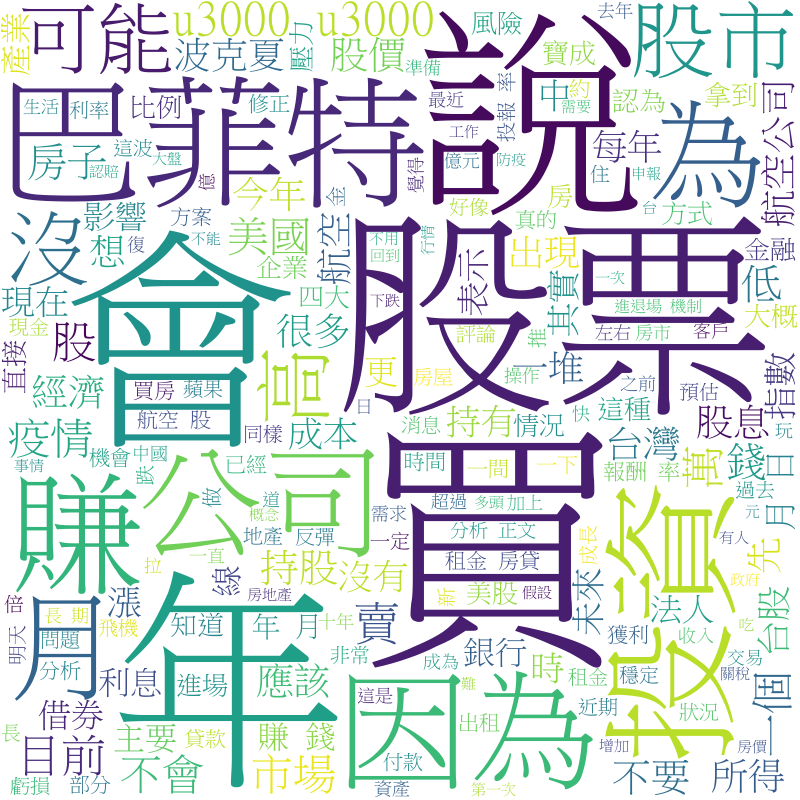 可能
u3000 u3000
說
股市
去年
產業
波克夏
壓力
股價
準備
風險
寶成
率
中
約
需要
認為
拿到
巴菲特
生活
利率
比例
修正
最近
工作
投報
為
每年
航空公司
房子
這波
大盤
認賠
億
今年
金
覺得
億元
防疫
住
申報
房
台
方式
沒
影響
想
方案
復
不能
美國
企業
航空
好像
真的
出現
低
金融
現在
會
四大
不用
回到
行情
表示
一次
其實
進退場 機制
大概
現金
很多
下跌
股票
評論
推
左右
房市
客戶
直接
股
高
更
房屋
一堆
操作
之前
預估
指數
經濟
買房
蘋果
航空 股
同樣
日
持有
消息
情況
快
這種
股息
玩
疫情
事情
機會
中國
跌
已經
成本
時間
一間
一下
台灣
報酬 率
萬
錢
過去
日
賺
公司
買
投資
做
道
概念
地產
反彈
需求
一定
超過
多頭
加上
分析 正文
租金 房貸
成長
元
有人
月
先
一直
拉
線
持股
沒有
美股
新
假設
未來
法人
政府
台股
漲
倍
明天
長 期
飛機
房地產
十年
獲利
收入
吃
月
問題
分析
知道
年 月
年
非常
賣
成為
銀行
時
租金
穩定
交易
關稅
一個
利息
進場
應該
這是
難
因為
出租
近期
狀況
借券
目前
主要
貸款
賺 錢
付款
增加
房價
長
虧損
部分
不會
市場
資產
第一次
不要
所得